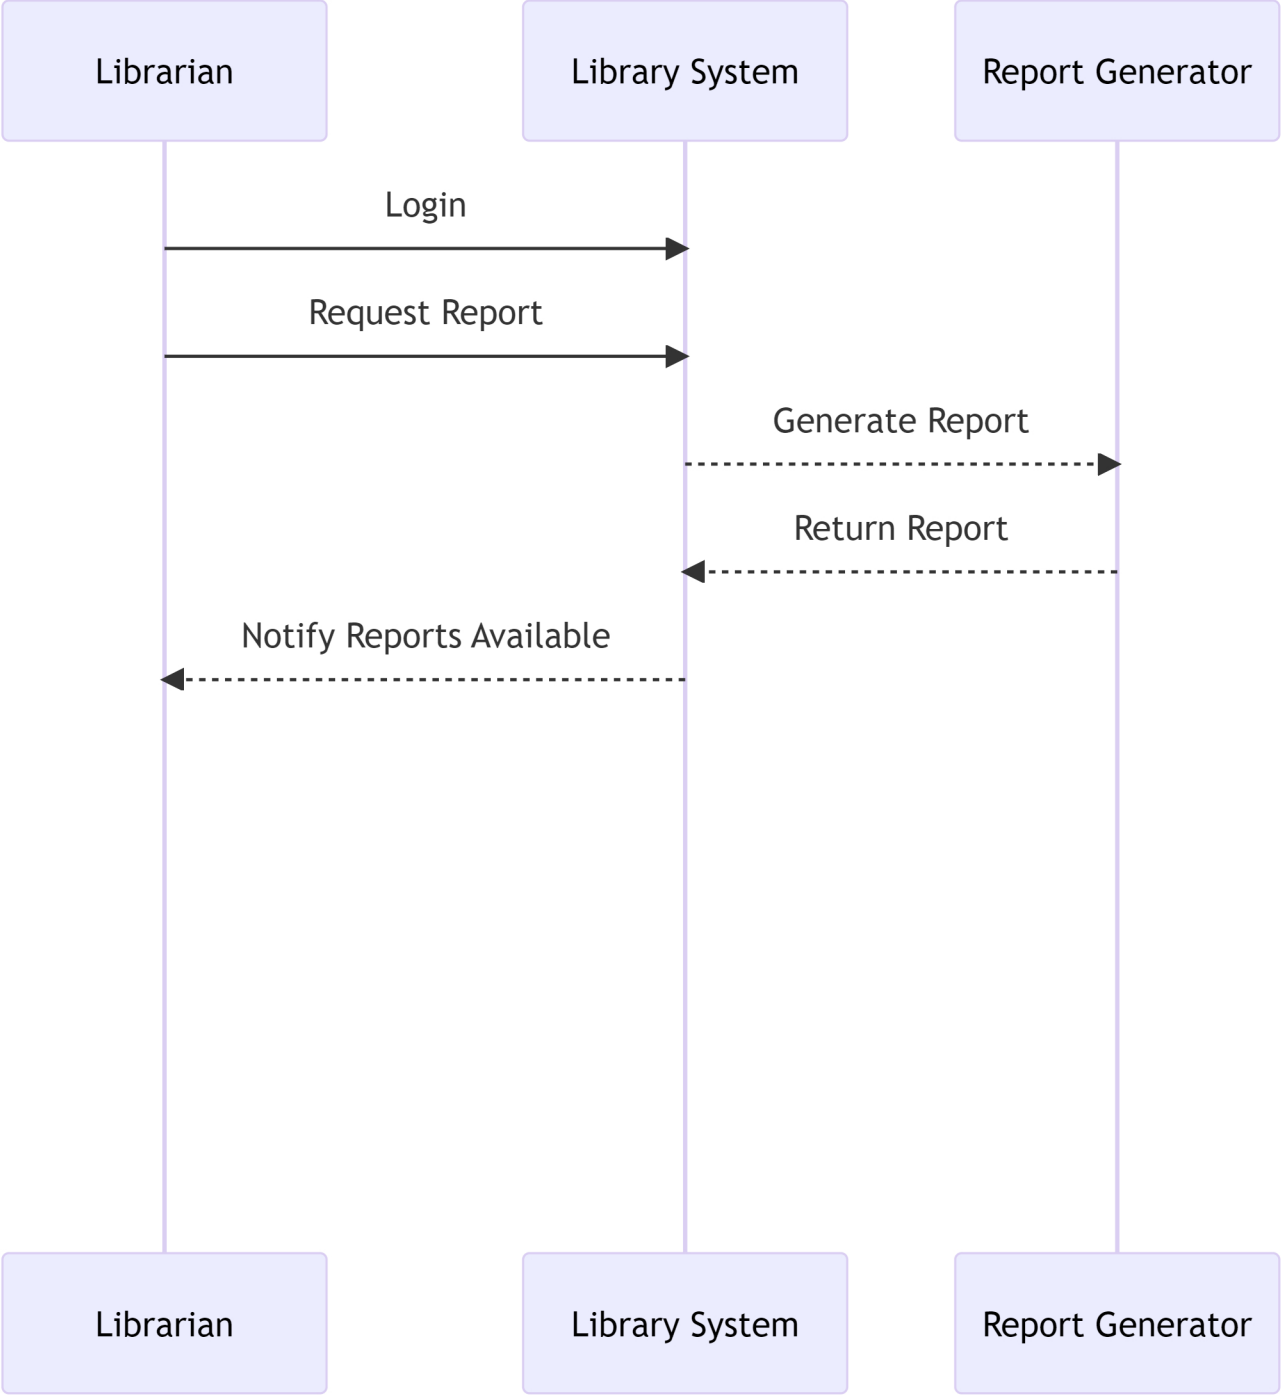 Librarian
Library System
Report Generator
Login
Request Report
Generate Report
Return Report
Notify Reports Available
Librarian
Library System
Report Generator